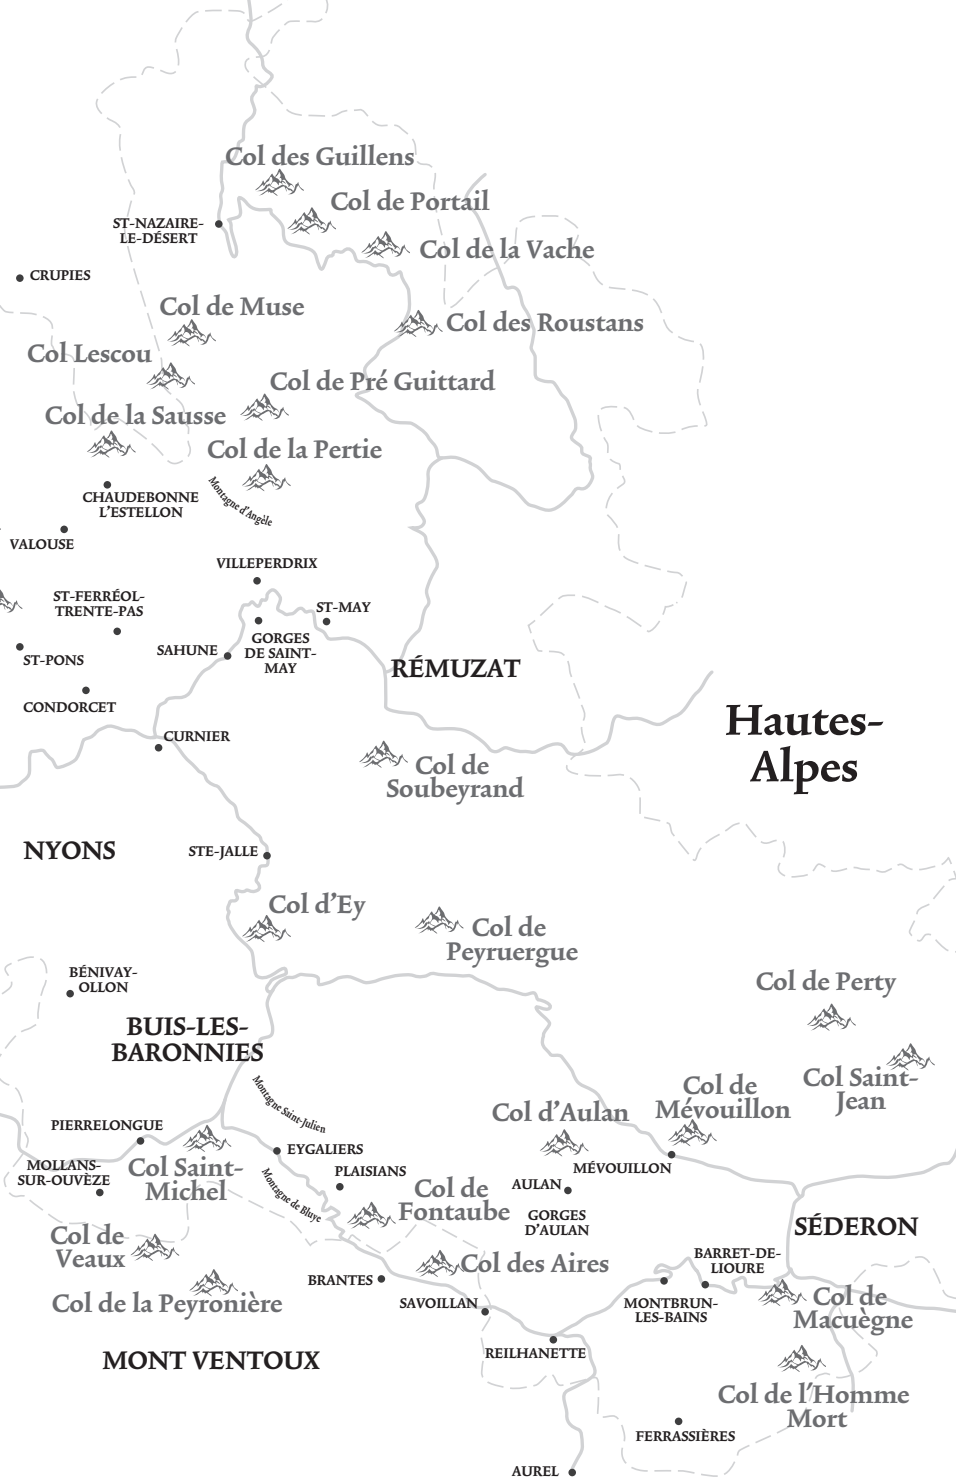 Col des Guillens
Col de Portail
ST-NAZAIRE-
LE-DÉSERT
Col de la Vache
CRUPIES
Col de Muse
Col des Roustans
Col Lescou
Col de Pré Guittard
Col de la Sausse
Col de la Pertie
CHAUDEBONNE
L'ESTELLON
Montagne d'Angèle
VALOUSE
VILLEPERDRIX
ST-FERRÉOL-
TRENTE-PAS
ST-MAY
GORGES
DE SAINT-
MAY
SAHUNE
ST-PONS
RÉMUZAT
CONDORCET
CURNIER
Hautes-
Alpes
Col de
Soubeyrand
NYONS
STE-JALLE
Col d'Ey
Col de
Peyruergue
BÉNIVAY-
OLLON
Col de Perty
BUIS-LES-
BARONNIES
Col Saint-
Jean
Col de
Mévouillon
Montagne Saint-Julien
Col d'Aulan
PIERRELONGUE
EYGALIERS
Col Saint-
Michel
MOLLANS-
SUR-OUVÈZE
PLAISIANS
MÉVOUILLON
AULAN
Montagne de Bluye
Col de
Fontaube
GORGES
D'AULAN
SÉDERON
Col de
Veaux
Col des Aires
BARRET-DE-
LIOURE
BRANTES
Col de la Peyronière
SAVOILLAN
MONTBRUN-
LES-BAINS
Col de
Macuègne
REILHANETTE
MONT VENTOUX
Col de l'Homme
Mort
FERRASSIÈRES
AUREL